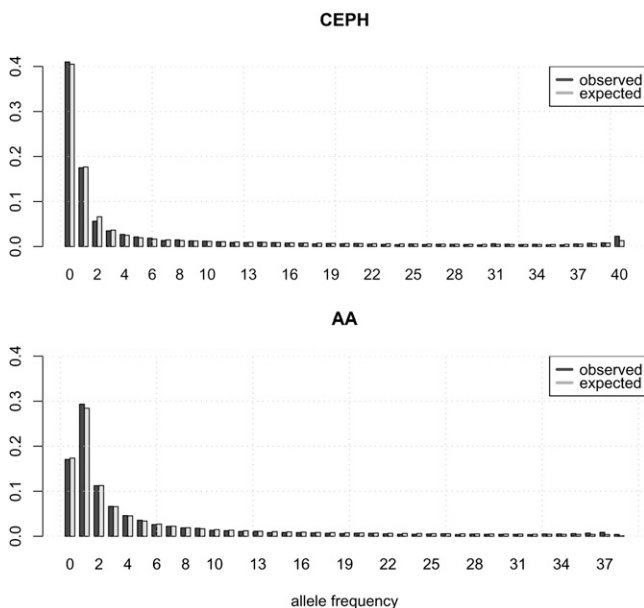 CEPH
0.4
0.3
0.2
0.1
0.0
observed
expected
0 2 4 6 8 10 13 16 19 22 25 28 31 34 37 40
AA
0.4
0.3
0.2
0.1
0.0
observed
expected
0 2 4 6 8 10 13 16 19 22 25 28 31 34 37
allele frequency